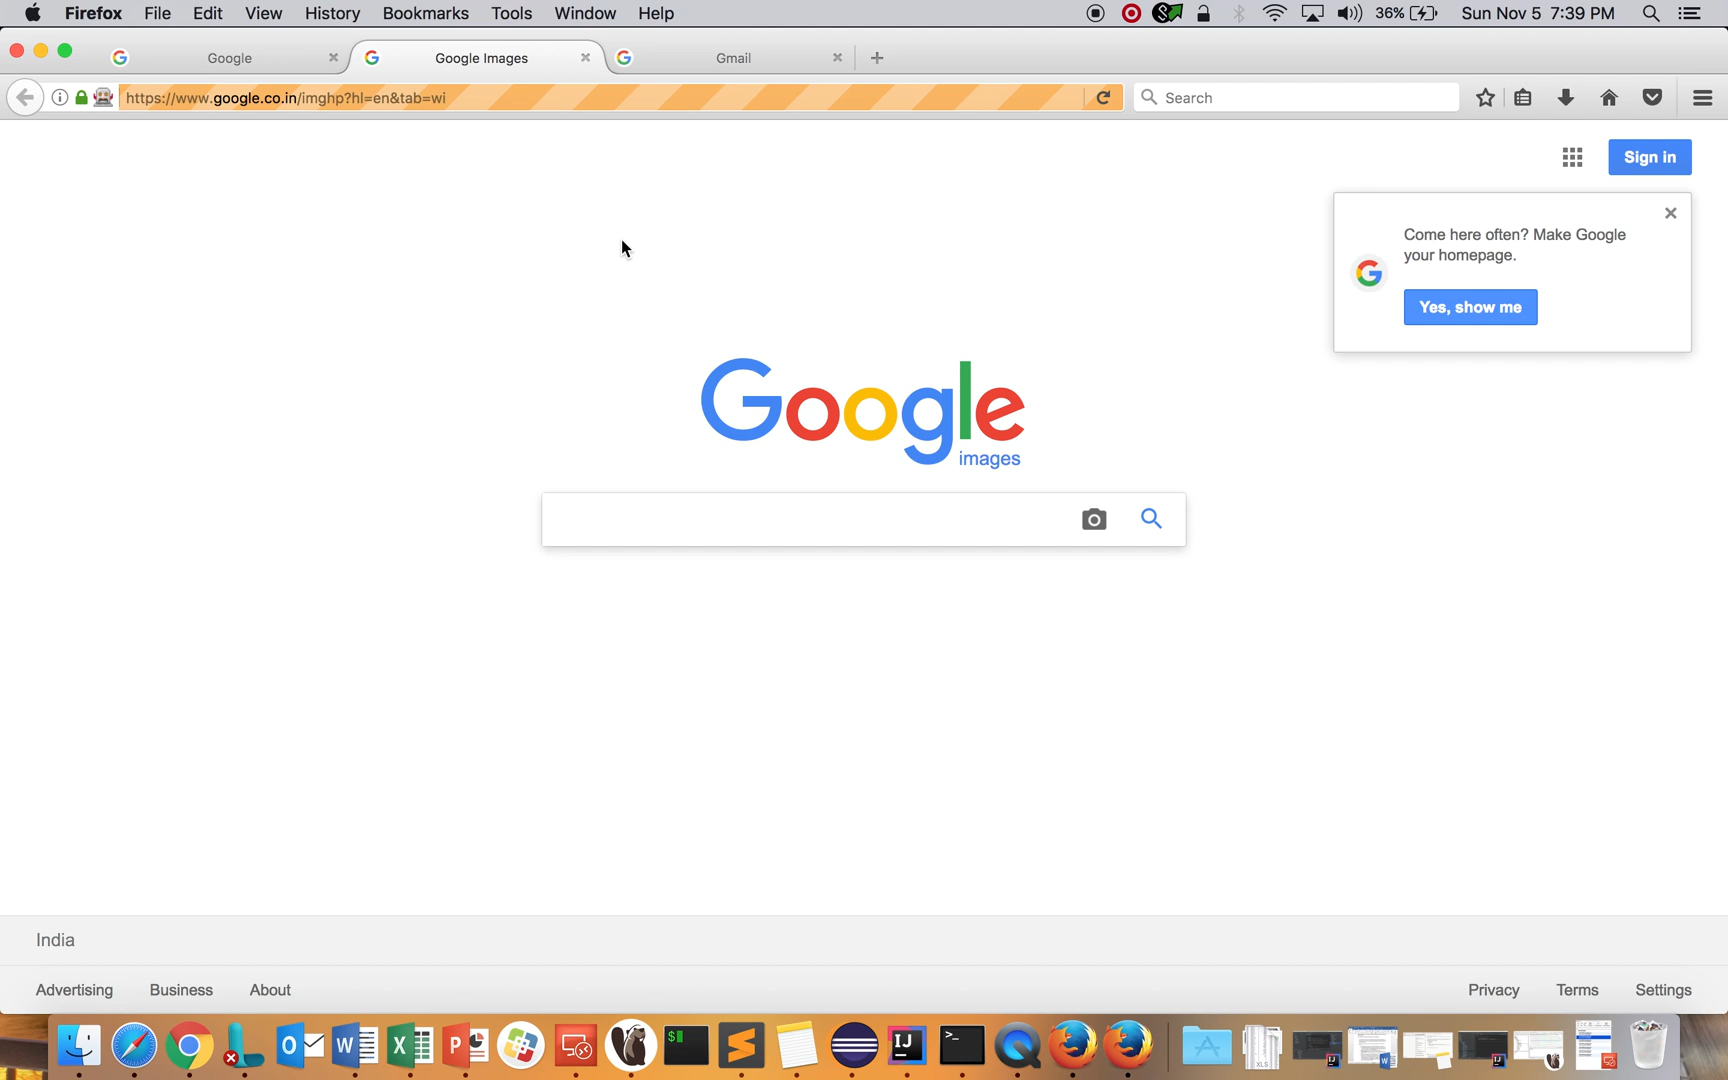 Firefox File Edit View History Bookmarks Tools Window Help 36% Sun Nov 5 7:39 PM
Google Google Images Gmail
https://www.google.co.in/imghp?hl=en&tab=wi Search
Sign in
Come here often? Make Google
your homepage.
Yes, show me
Google
images
India
Advertising Business About Privacy Terms Settings